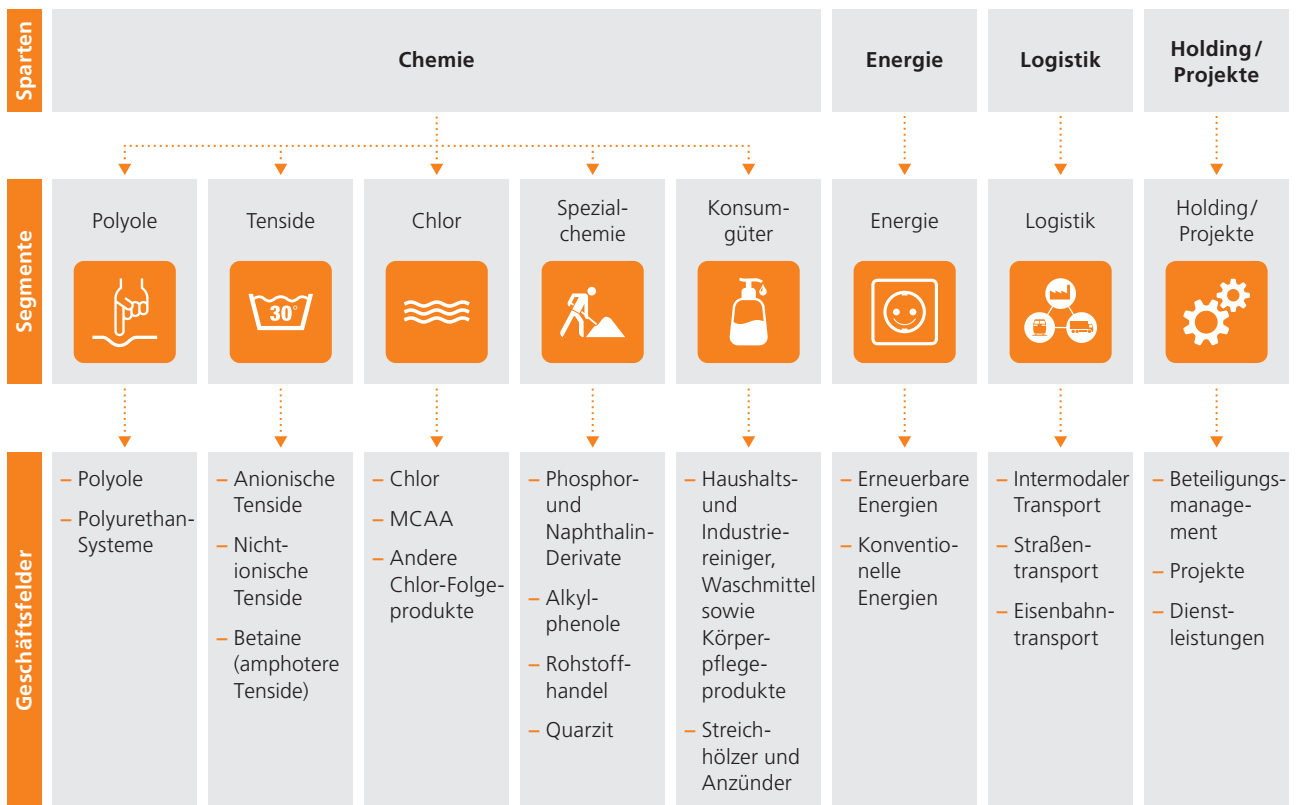 Sparten
Chemie
Energie
Logistik
Holding/
Projekte
Segmente
Polyole
Tenside
30°
Chlor
Spezial-
chemie
Konsum-
güter
Energie
Logistik
Holding/
Projekte
Geschäftsfelder
– Polyole
– Polyurethan-
Systeme
– Anionische
Tenside
– Nicht-
ionische
Tenside
– Betaine
(amphotere
Tenside)
– Chlor
– MCAA
– Andere
Chlor-Folge-
produkte
– Phosphor-
und
Naphthalin-
Derivate
– Alkyl-
phenole
– Rohstoff-
handel
– Quarzit
– Haushalts-
und
Industrie-
reiniger,
Waschmittel
sowie
Körper-
pflege-
produkte
– Streich-
hölzer und
Anzünder
– Erneuerbare
Energien
– Konventio-
nelle
Energien
– Intermodaler
Transport
– Straßen-
transport
– Eisenbahn-
transport
– Beteiligungs-
manage-
ment
– Projekte
– Dienst-
leistungen